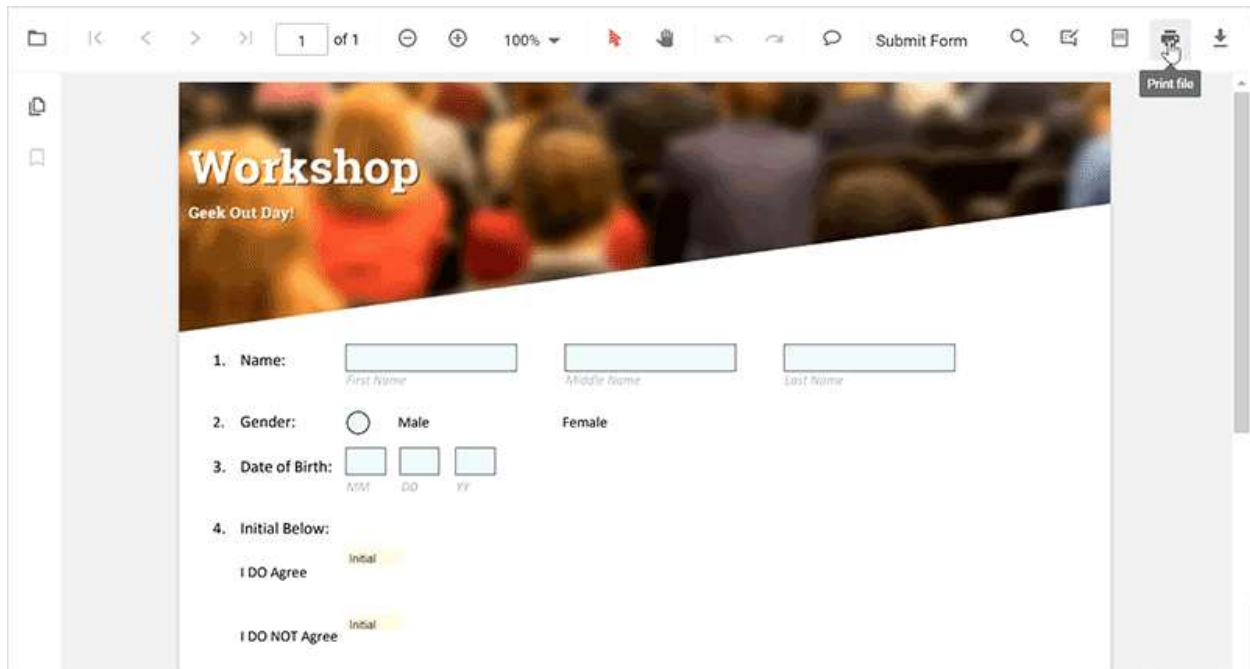 1 of 1 100% Submit Form
Print file
Workshop
Geek Out Day!
1. Name:
First Name Middle Name Last Name
2. Gender: Male Female
3. Date of Birth:
MM DD YY
4. Initial Below:
Initial
I DO Agree
Initial
I DO NOT Agree